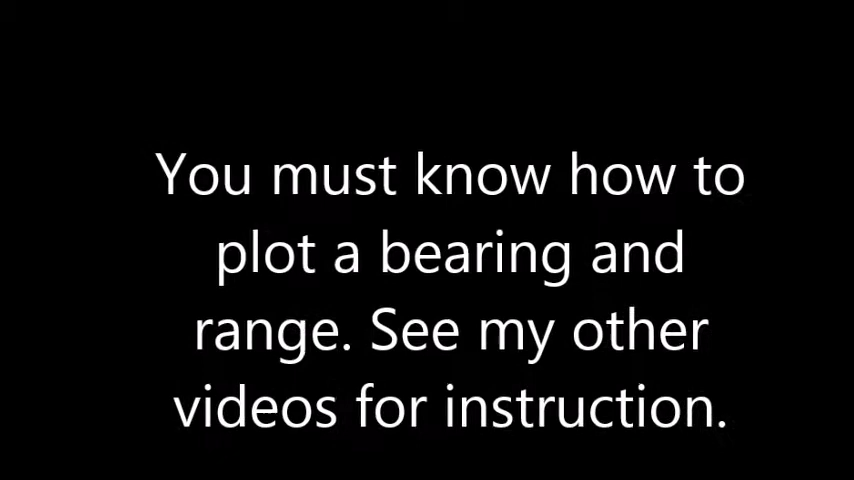 You must know how to
plot a bearing and
range. See my other
videos for instruction.